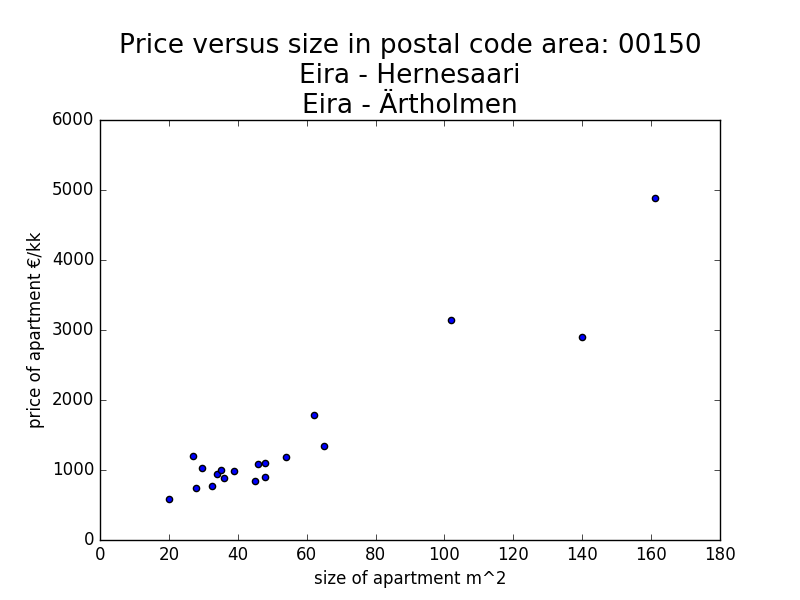 Price versus size in postal code area: 00150
Eira - Hernesaari
Eira - Ärtholmen
6000
5000
4000
3000
2000
1000
0
price of apartment €/kk
0 20 40 60 80 100 120 140 160 180
size of apartment m^2